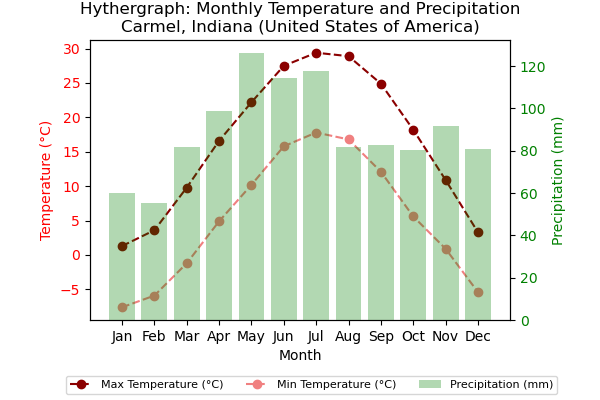 Hythergraph: Monthly Temperature and Precipitation
Carmel, Indiana (United States of America)
30
25
20
15
10
5
0
−5
Temperature (°C)
120
100
80
60
40
20
0
Precipitation (mm)
Jan Feb Mar Apr May Jun Jul Aug Sep Oct Nov Dec
Month
Max Temperature (°C) Min Temperature (°C) Precipitation (mm)